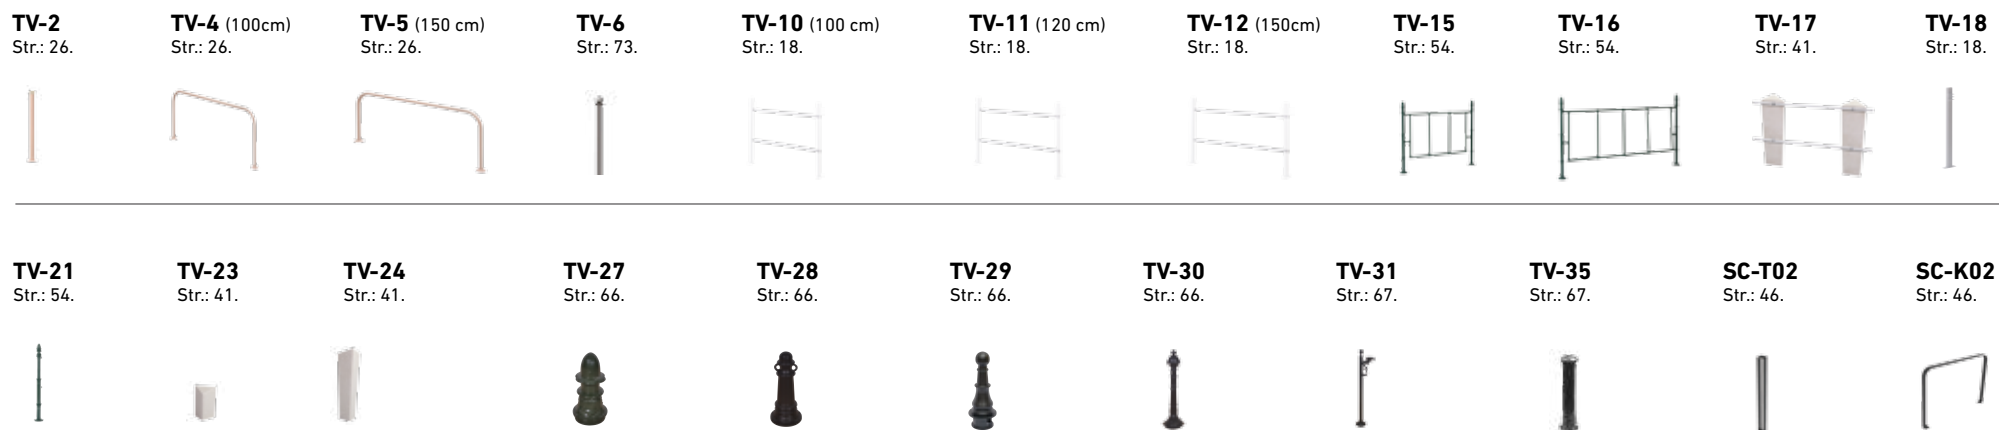 TV-2 TV-4 (100cm) TV-5 (150 cm) TV-6 TV-10 (100 cm) TV-11 (120 cm) TV-12 (150cm) TV-15 TV-16 TV-17 TV-18
Str.: 26. Str.: 26. Str.: 26. Str.: 73. Str.: 18. Str.: 18. Str.: 18. Str.: 54. Str.: 54. Str.: 41. Str.: 18.
TV-21 TV-23 TV-24 TV-27 TV-28 TV-29 TV-30 TV-31 TV-35 SC-T02 SC-K02
Str.: 54. Str.: 41. Str.: 41. Str.: 66. Str.: 66. Str.: 66. Str.: 66. Str.: 67. Str.: 67. Str.: 46. Str.: 46.